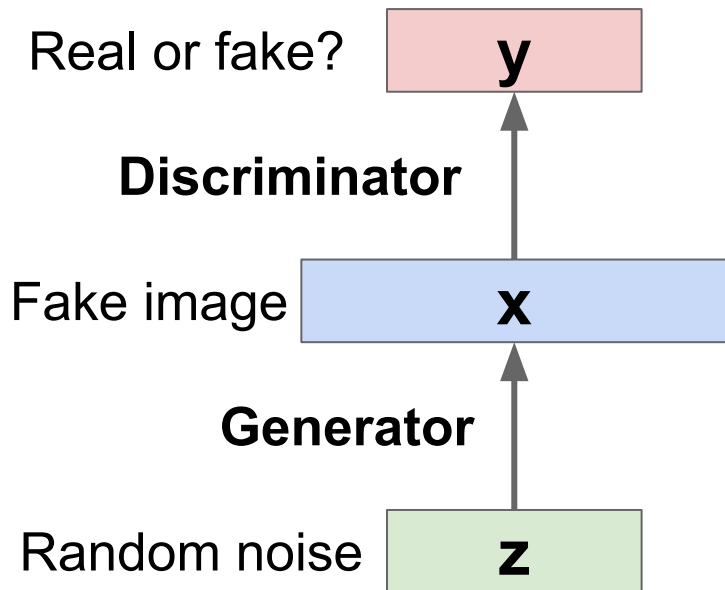 Real or fake? y
Discriminator
Fake image x
Generator
Random noise z